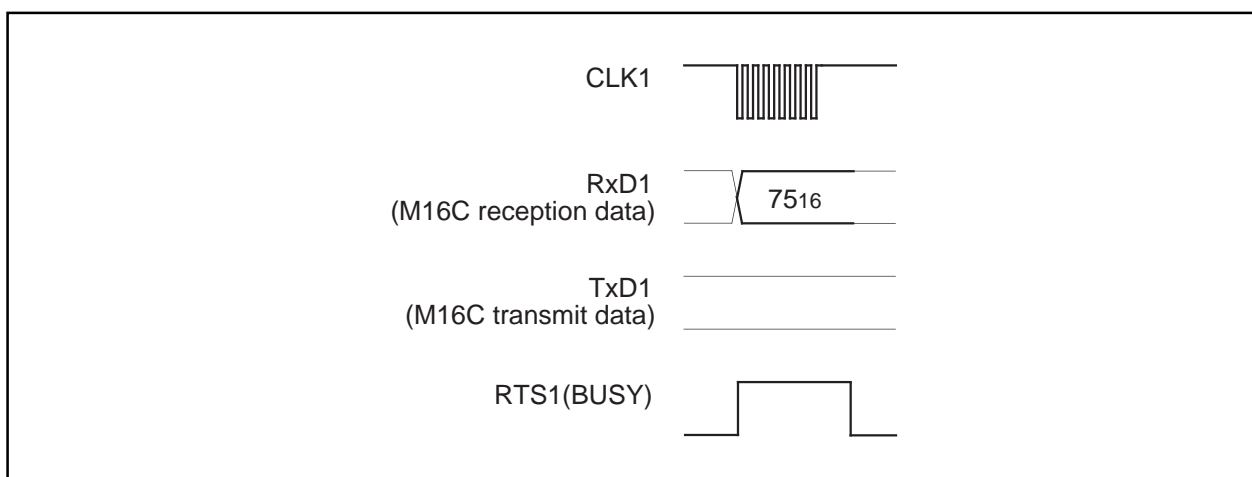 CLK1
RxD1
(M16C reception data)
7516
TxD1
(M16C transmit data)
RTS1(BUSY)